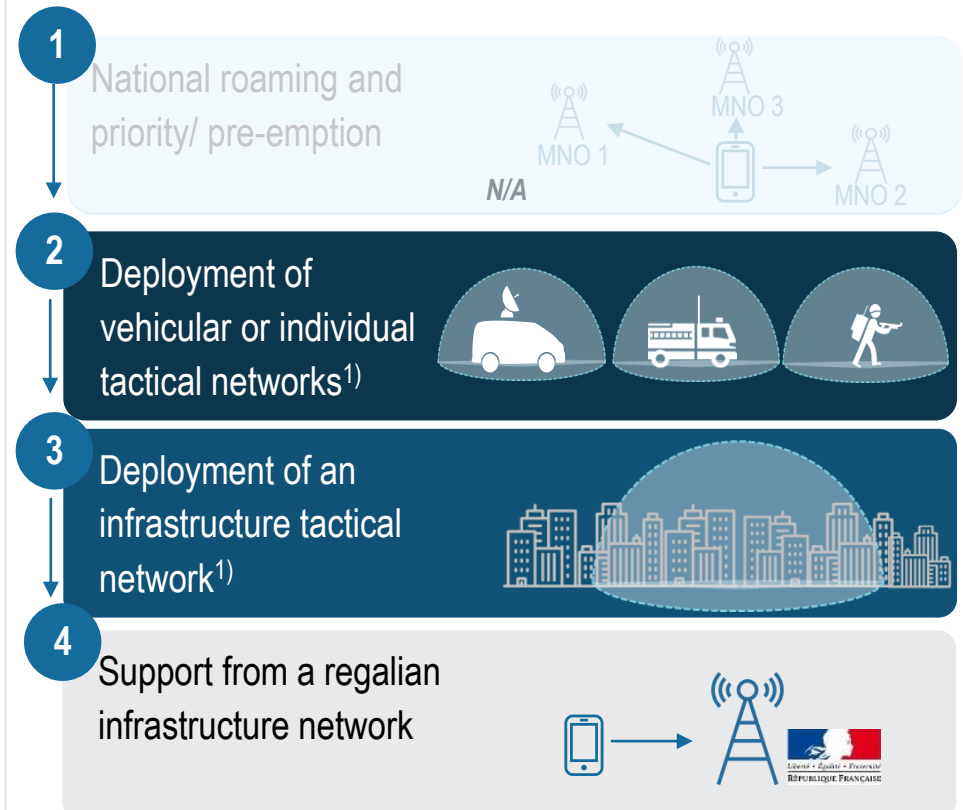 1
National roaming and
priority/ pre-emption
N/A
MNO 1
MNO 3
MNO 2
2
Deployment of
vehicular or individual
tactical networks1)
3
Deployment of an
infrastructure tactical
network1)
4
Support from a regalian
infrastructure network
Liberté • Égalité • Fraternité
RÉPUBLIQUE FRANÇAISE